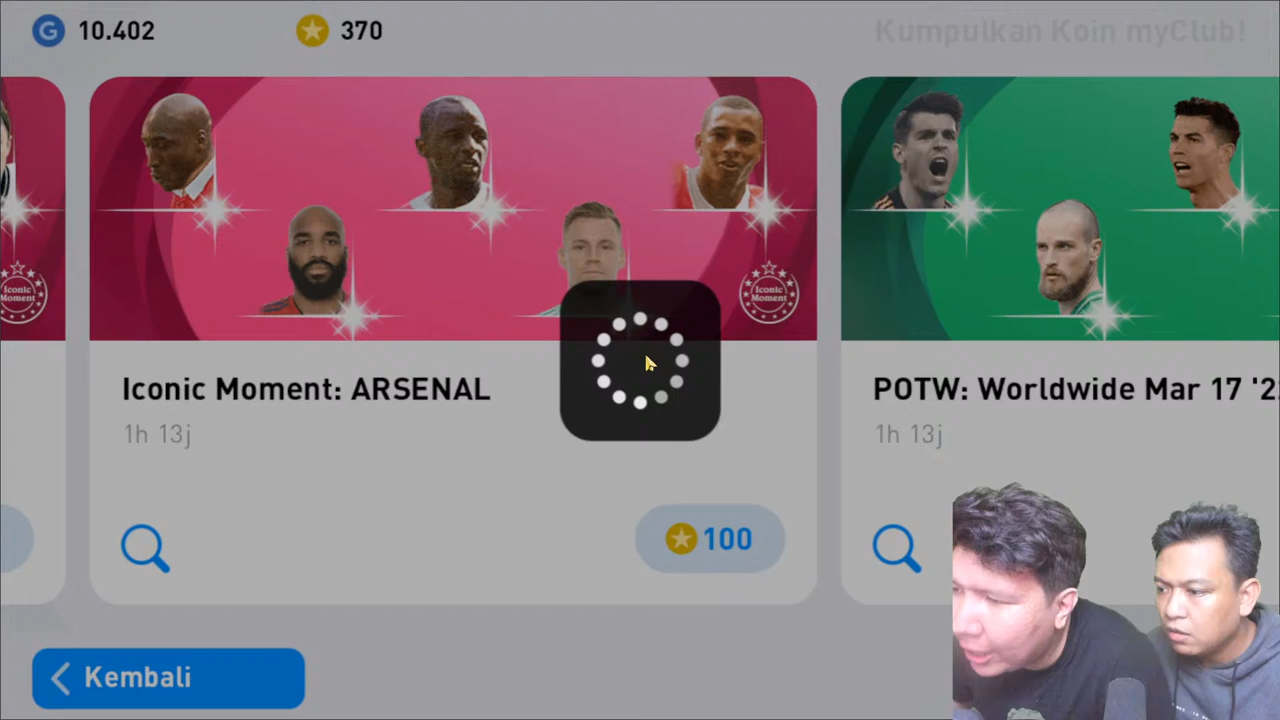 G 10.402
370
Kumpulkan Koin myClub!
Iconic Moment
Iconic Moment
Iconic Moment: ARSENAL
1h 13j
100
POTW: Worldwide Mar 17 '2
1h 13j
Kembali